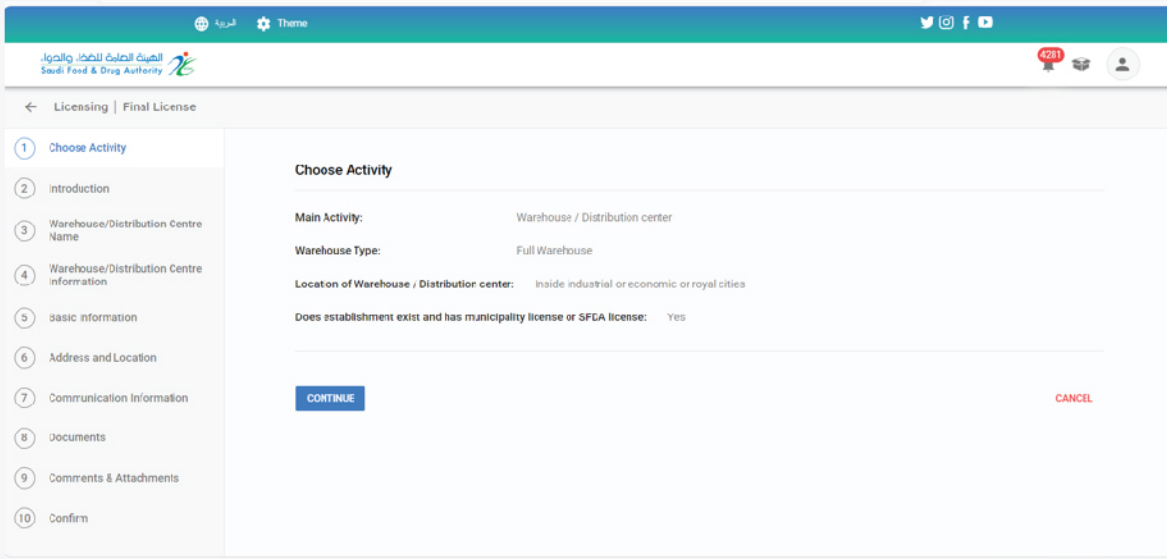 العربية
Theme
الهيئة العامة للغذاء والدواء
Saudi Food & Drug Authority
4281
Licensing | Final License
1 Choose Activity
2 Introduction
3 Warehouse/Distribution Centre
Name
4 Warehouse/Distribution Centre
Information
5 Basic Information
6 Address and Location
7 Communication Information
8 Documents
9 Comments & Attachments
10 Confirm
Choose Activity
Main Activity: Warehouse / Distribution center
Warehouse Type: Full Warehouse
Location of Warehouse / Distribution center: Inside industrial or economic or royal cities
Does establishment exist and has municipality license or SFDA license: Yes
CONTINUE
CANCEL